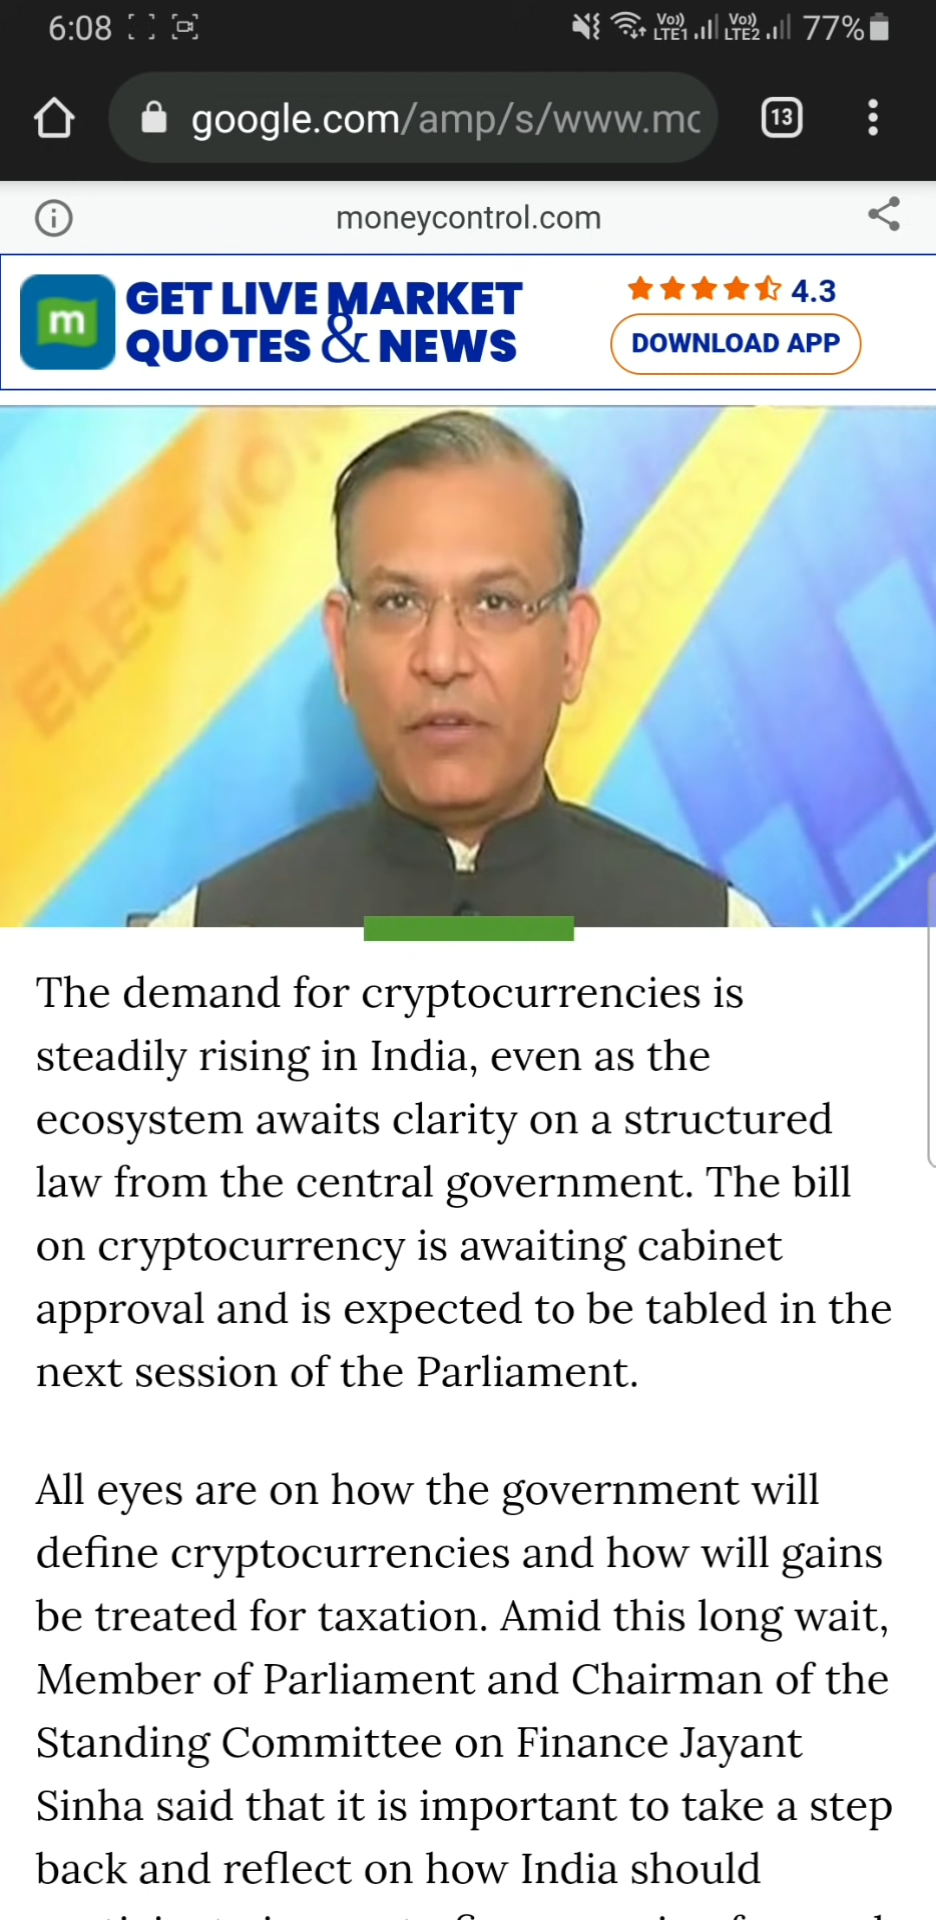 6:08 Vo)) LTE1 Vo)) LTE2 77%
google.com/amp/s/www.mc 13
moneycontrol.com
m GET LIVE MARKET 4.3
QUOTES & NEWS DOWNLOAD APP
ELECTION
The demand for cryptocurrencies is
steadily rising in India, even as the
ecosystem awaits clarity on a structured
law from the central government. The bill
on cryptocurrency is awaiting cabinet
approval and is expected to be tabled in the
next session of the Parliament.
All eyes are on how the government will
define cryptocurrencies and how will gains
be treated for taxation. Amid this long wait,
Member of Parliament and Chairman of the
Standing Committee on Finance Jayant
Sinha said that it is important to take a step
back and reflect on how India should